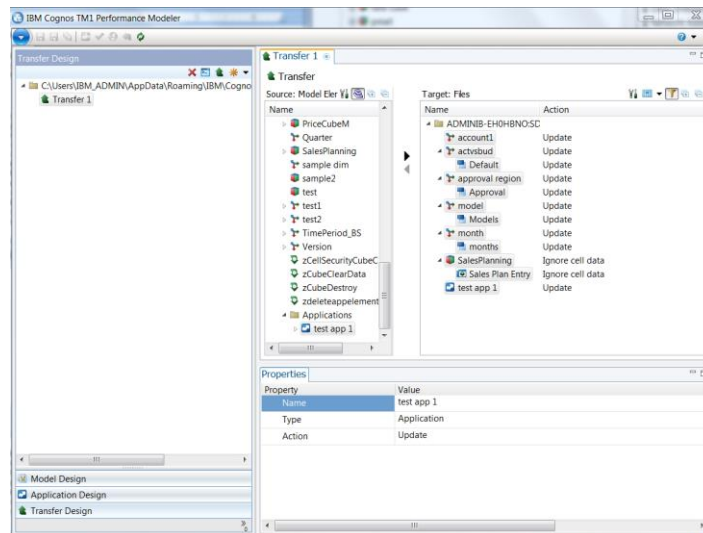 IBM Cognos TM1 Performance Modeler
Transfer Design
C:\Users\IBM_ADMIN\AppData\Roaming\IBM\Cogno
Transfer 1
Transfer 1
Transfer
Source: Model Eler
Name
PriceCubeM
Quarter
SalesPlanning
sample dim
sample2
test
test1
test2
TimePeriod_BS
Version
zCellSecurityCubeC
zCubeClearData
zCubeDestroy
zdeleteappelement
Applications
test app 1
Target: Files
Name Action
ADMINIB-EH0HBNO:SD
account1 Update
actvsbud Update
Default Update
approval region Update
Approval Update
model Update
Models Update
month Update
months Update
SalesPlanning Ignore cell data
Sales Plan Entry Ignore cell data
test app 1 Update
Properties
Property Value
Name test app 1
Type Application
Action Update
Model Design
Application Design
Transfer Design